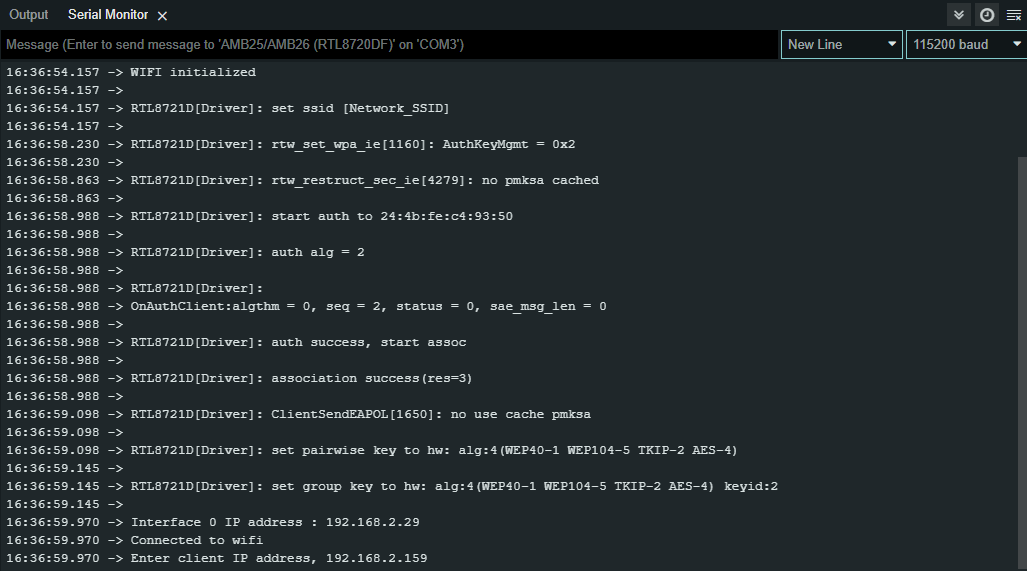 Output Serial Monitor
Message (Enter to send message to 'AMB25/AMB26 (RTL8720DF)' on 'COM3') New Line 115200 baud
16:36:54.157 -> WIFI initialized
16:36:54.157 ->
16:36:54.157 -> RTL8721D[Driver]: set ssid [Network_SSID]
16:36:54.157 ->
16:36:58.230 -> RTL8721D[Driver]: rtw_set_wpa_ie[1160]: AuthKeyMgmt = 0x2
16:36:58.230 ->
16:36:58.863 -> RTL8721D[Driver]: rtw_restruct_sec_ie[4279]: no pmksa cached
16:36:58.863 ->
16:36:58.988 -> RTL8721D[Driver]: start auth to 24:4b:fe:c4:93:50
16:36:58.988 ->
16:36:58.988 -> RTL8721D[Driver]: auth alg = 2
16:36:58.988 ->
16:36:58.988 -> RTL8721D[Driver]:
16:36:58.988 -> OnAuthClient:algthm = 0, seq = 2, status = 0, sae_msg_len = 0
16:36:58.988 ->
16:36:58.988 -> RTL8721D[Driver]: auth success, start assoc
16:36:58.988 ->
16:36:58.988 -> RTL8721D[Driver]: association success(res=3)
16:36:58.988 ->
16:36:59.098 -> RTL8721D[Driver]: ClientSendEAPOL[1650]: no use cache pmksa
16:36:59.098 ->
16:36:59.098 -> RTL8721D[Driver]: set pairwise key to hw: alg:4(WEP40-1 WEP104-5 TKIP-2 AES-4)
16:36:59.145 ->
16:36:59.145 -> RTL8721D[Driver]: set group key to hw: alg:4(WEP40-1 WEP104-5 TKIP-2 AES-4) keyid:2
16:36:59.145 ->
16:36:59.970 -> Interface 0 IP address : 192.168.2.29
16:36:59.970 -> Connected to wifi
16:36:59.970 -> Enter client IP address, 192.168.2.159